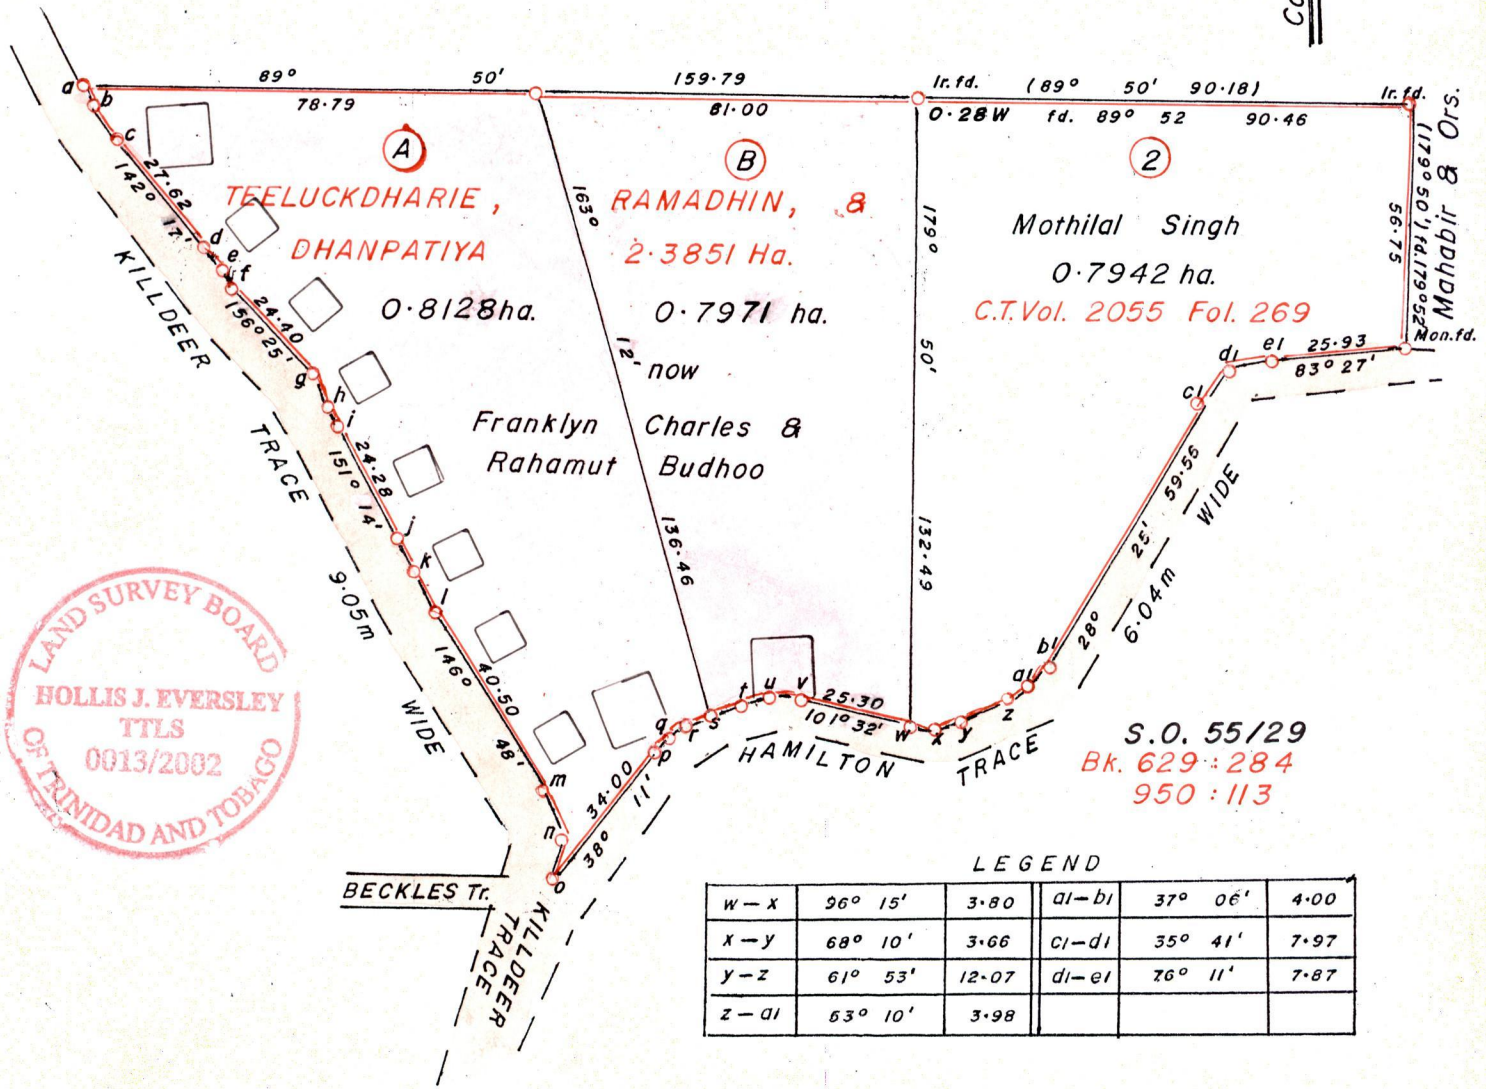 a
89° 50' 159·79
78·79
81·00
Ir. fd. (89° 50' 90·18) Ir. fd.
0·28W fd. 89° 52 90·46
(179° 50') fd. 179° 52'
56·75
Mahabir & Ors.
Mon. fd.
b
c
27·62
142° 17'
d
e
f
24·40
156° 25'
g
h
i
24·28
151° 14'
j
k
l
40·50
146° 48'
m
n
o
A
B
2
TEELUCKDHARIE, RAMADHIN, &
DHANPATIYA 2·3851 Ha.
0·8128ha. 0·7971 ha.
now
Franklyn Charles &
Rahamut Budhoo
Mothilal Singh
0·7942 ha.
C.T. Vol. 2055 Fol. 269
163° 12' 136·46
179° 50' 132·49
KILLDEER TRACE 9·05m WIDE
34·00
38° 11'
p
q
r
s
t
u
v
25·30
101° 32'
w
x
y
z
a1
b1
59·56
28° 25'
c1
d1
e1
25·93
83° 27'
HAMILTON TRACE 6·04m WIDE
BECKLES Tr.
KILLDEER
TRACE
LAND SURVEY BOARD
HOLLIS J. EVERSLEY
TTLS
0013/2002
OF TRINIDAD AND TOBAGO
S.O. 55/29
Bk. 629 : 284
950 : 113
LEGEND
w – x 96° 15' 3·80 a1–b1 37° 06' 4·00
x – y 68° 10' 3·66 c1–d1 35° 41' 7·97
y – z 61° 53' 12·07 d1–e1 76° 11' 7·87
z – a1 53° 10' 3·98